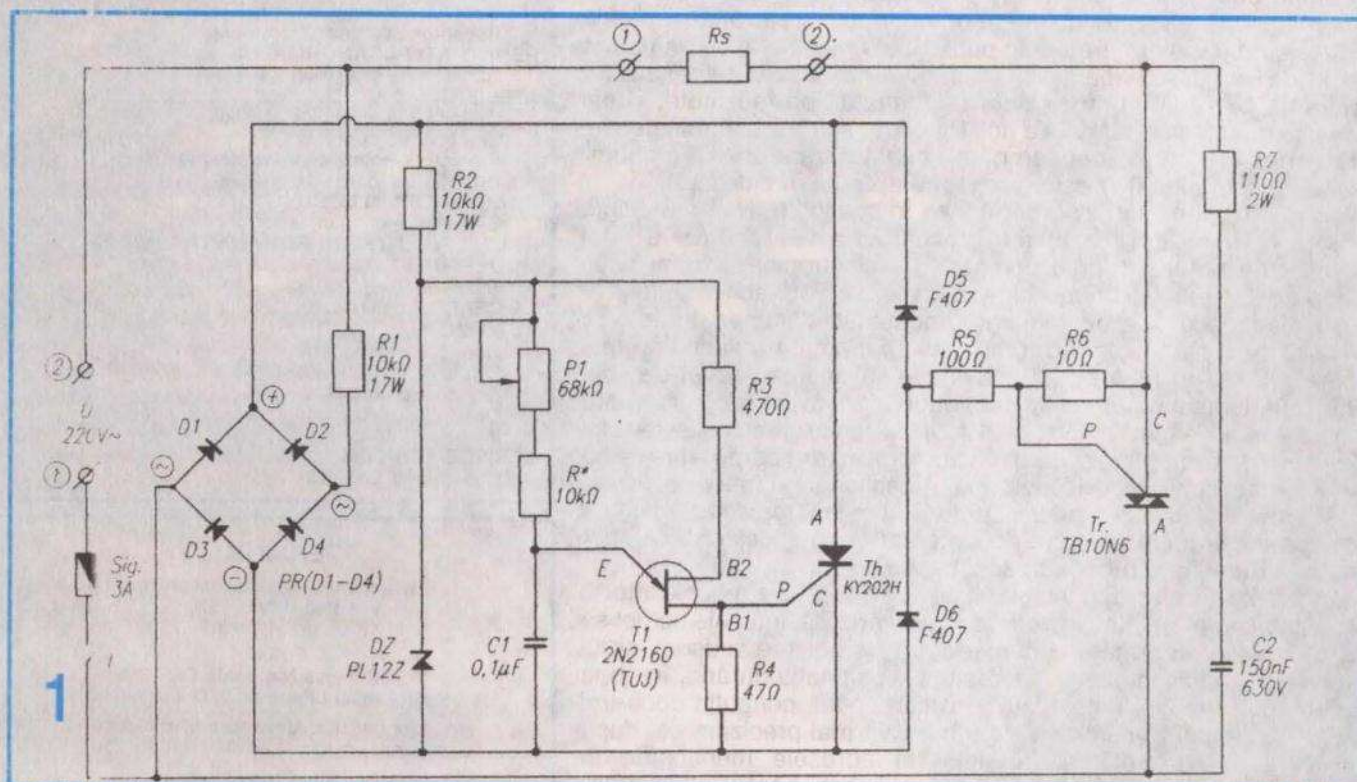 ① Rs ②
R2
10kΩ
17W
R7
110Ω
2W
D5
F407
R1
10kΩ
17W
P1
68kΩ
R3
470Ω
R5
100Ω
R6
10Ω
②
220V~
①
D1 D2
⊕
~ ~
D3 D4
⊖
PR(D1-D4)
R*
10kΩ
P C
A
Tr.
TB10N6
A
Sig.
3A
E
B2
P
C
Th
KY202H
B1
DZ
PL12Z
C1
0,1µF
T1
2N2160
(TUJ)
R4
47Ω
D6
F407
C2
150nF
630V
1